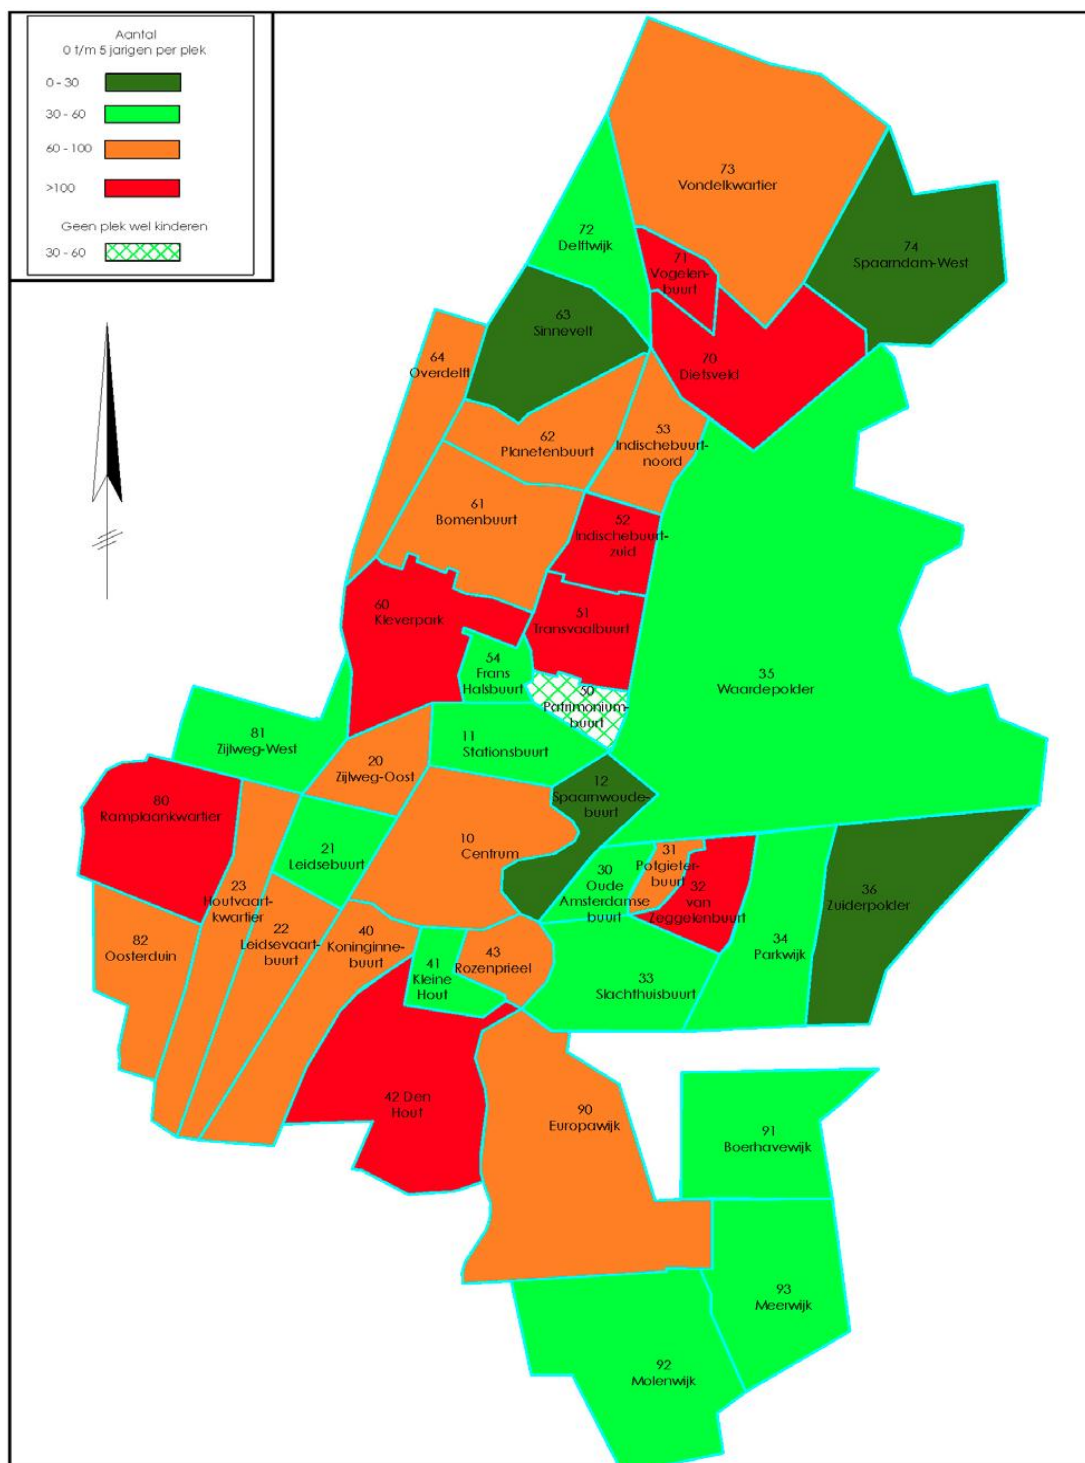 Aantal
0 t/m 5 jarigen per plek
0 - 30
30 - 60
60 - 100
>100
Geen plek wel kinderen
30 - 60
73
Vondelkwartier
72
Delftwijk
74
Spaarndam-West
71
Vogelen-
buurt
63
Sinnevelt
70
Dietsveld
64
Overdelft
62
Planetenbuurt
53
Indischebuurt-
noord
61
Bomenbuurt
52
Indischebuurt-
zuid
60
Kleverpark
51
Transvaalbuurt
54
Frans
Halsbuurt
50
Patrimonium-
buurt
35
Waardepolder
81
Zijlweg-West
11
Stationsbuurt
20
Zijlweg-Oost
12
Spaarnwoude-
buurt
80
Ramplaankwartier
10
Centrum
21
Leidsebuurt
31
Potgieter-
buurt
30
Oude
Amsterdamse
buurt
32
van
Zeggelenbuurt
36
Zuiderpolder
23
Houtvaart-
kwartier
22
Leidsevaart-
buurt
40
Koninginne-
buurt
34
Parkwijk
82
Oosterduin
41
Kleine
Hout
43
Rozenprieel
33
Slachthuisbuurt
42 Den
Hout
90
Europawijk
91
Boerhavewijk
93
Meerwijk
92
Molenwijk